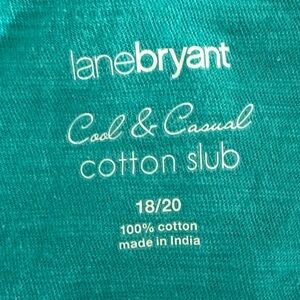 lanebryant
Cool & Casual
cotton slub
18/20
100% cotton
made in India